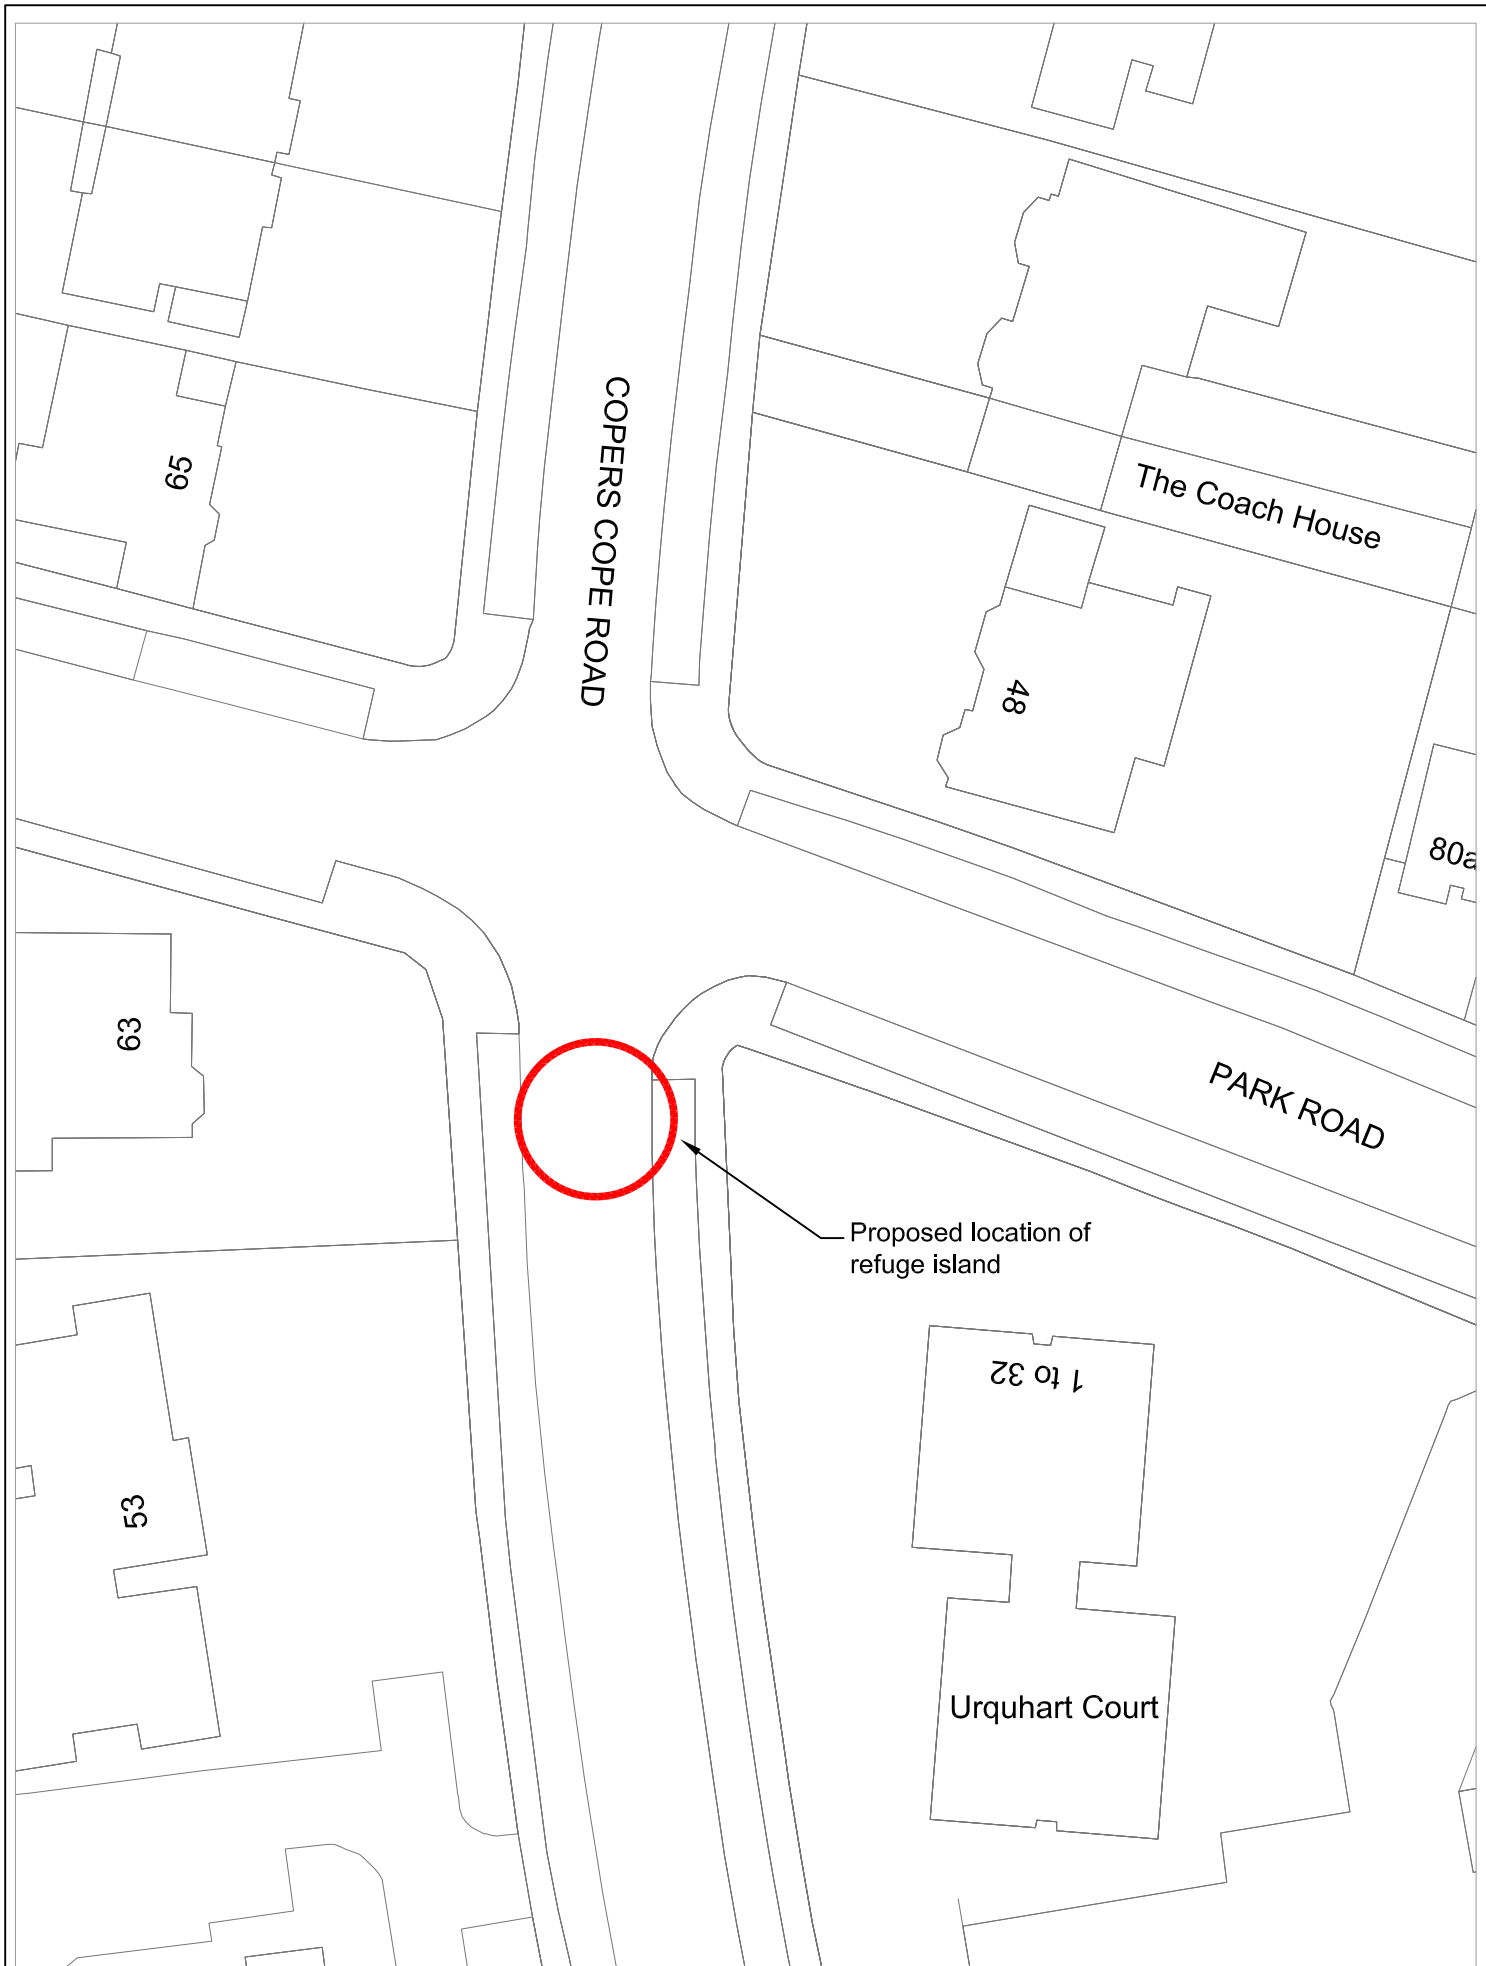 COPERS COPE ROAD
65
The Coach House
48
80a
63
PARK ROAD
Proposed location of
refuge island
1 to 32
53
Urquhart Court